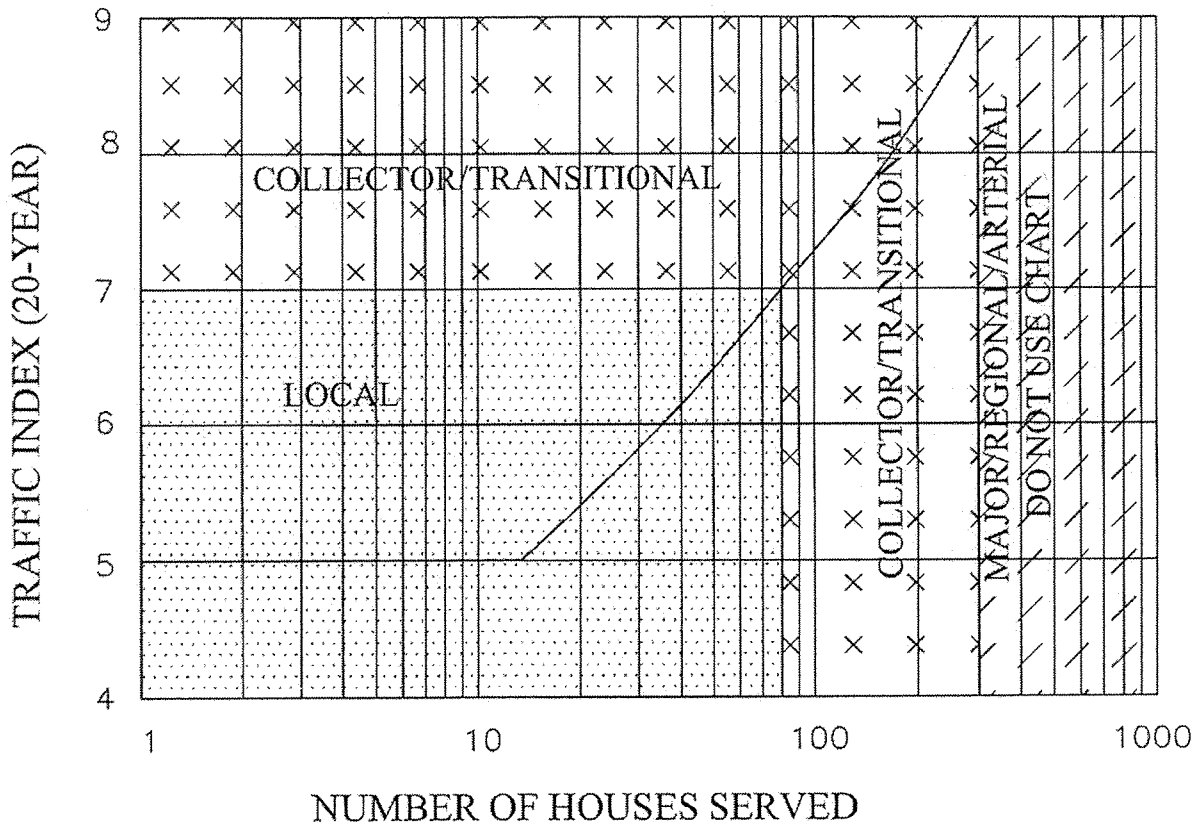 TRAFFIC INDEX (20-YEAR)
9
8
7
6
5
4
COLLECTOR/TRANSITIONAL
LOCAL
COLLECTOR/TRANSITIONAL
MAJOR/REGIONAL/ARTERIAL
DO NOT USE CHART
1
10
100
1000
NUMBER OF HOUSES SERVED